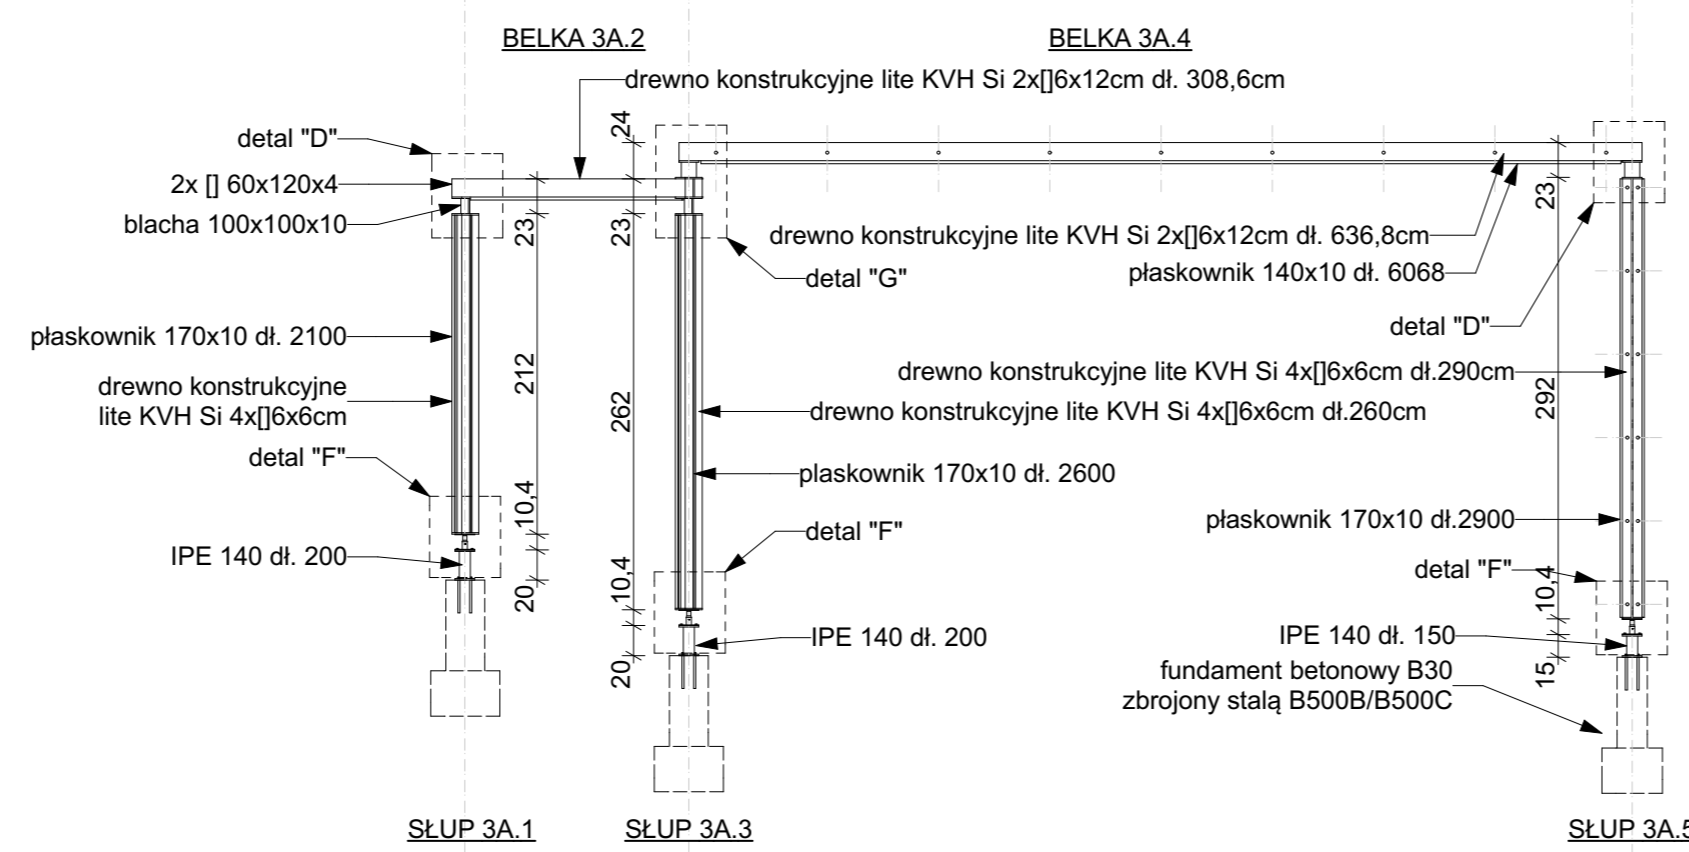 BELKA 3A.2
BELKA 3A.4
drewno konstrukcyjne lite KVH Si 2x[]6x12cm dł. 308,6cm
detal "D"
2x [] 60x120x4
blacha 100x100x10
24
23
23
23
drewno konstrukcyjne lite KVH Si 2x[]6x12cm dł. 636,8cm
detal "G"
płaskownik 140x10 dł. 6068
detal "D"
płaskownik 170x10 dł. 2100
drewno konstrukcyjne
lite KVH Si 4x[]6x6cm
212
262
292
drewno konstrukcyjne lite KVH Si 4x[]6x6cm dł.290cm
drewno konstrukcyjne lite KVH Si 4x[]6x6cm dł.260cm
detal "F"
plaskownik 170x10 dł. 2600
10,4
płaskownik 170x10 dł.2900
detal "F"
IPE 140 dł. 200
20
10,4
detal "F"
10,4
IPE 140 dł. 200
20
IPE 140 dł. 150
15
fundament betonowy B30
zbrojony stalą B500B/B500C
SŁUP 3A.1
SŁUP 3A.3
SŁUP 3A.5